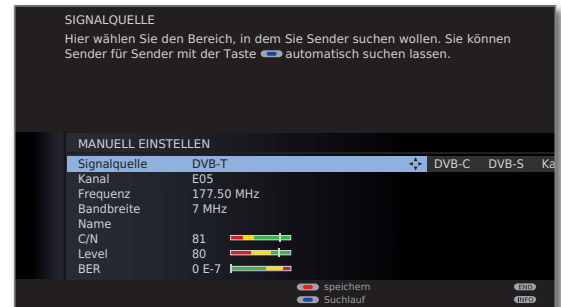 SIGNALQUELLE
Hier wählen Sie den Bereich, in dem Sie Sender suchen wollen. Sie können
Sender für Sender mit der Taste automatisch suchen lassen.
MANUELL EINSTELLEN
Signalquelle DVB-T DVB-C DVB-S Ka
Kanal E05
Frequenz 177.50 MHz
Bandbreite 7 MHz
Name
C/N 81
Level 80
BER 0 E-7
speichern END
Suchlauf INFO